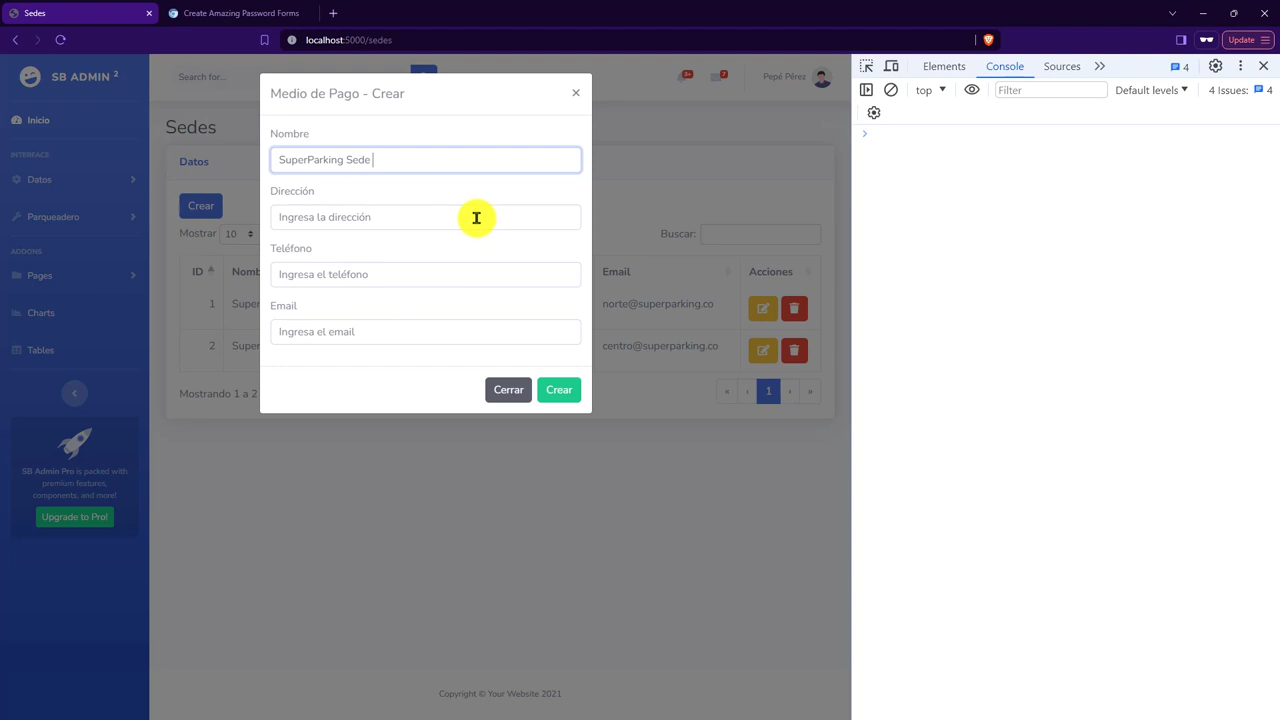 Sedes
Create Amazing Password Forms
localhost:5000/sedes
Update
SB ADMIN 2
Inicio
INTERFACE
Datos
Parqueadero
ADDONS
Pages
Charts
Tables
SB Admin Pro is packed with
premium features,
components, and more!
Upgrade to Pro!
Search for...
3+
7
Pepé Pérez
Sedes
Datos
Crear
Mostrar 10
Buscar:
ID
Email
Acciones
1
norte@superparking.co
2
centro@superparking.co
Mostrando 1 a 2
« ‹ 1 › »
Medio de Pago - Crear
×
Nombre
SuperParking Sede
Dirección
Ingresa la dirección
Teléfono
Ingresa el teléfono
Email
Ingresa el email
Cerrar
Crear
Copyright © Your Website 2021
Elements
Console
Sources
4
top
Filter
Default levels
4 Issues: 4